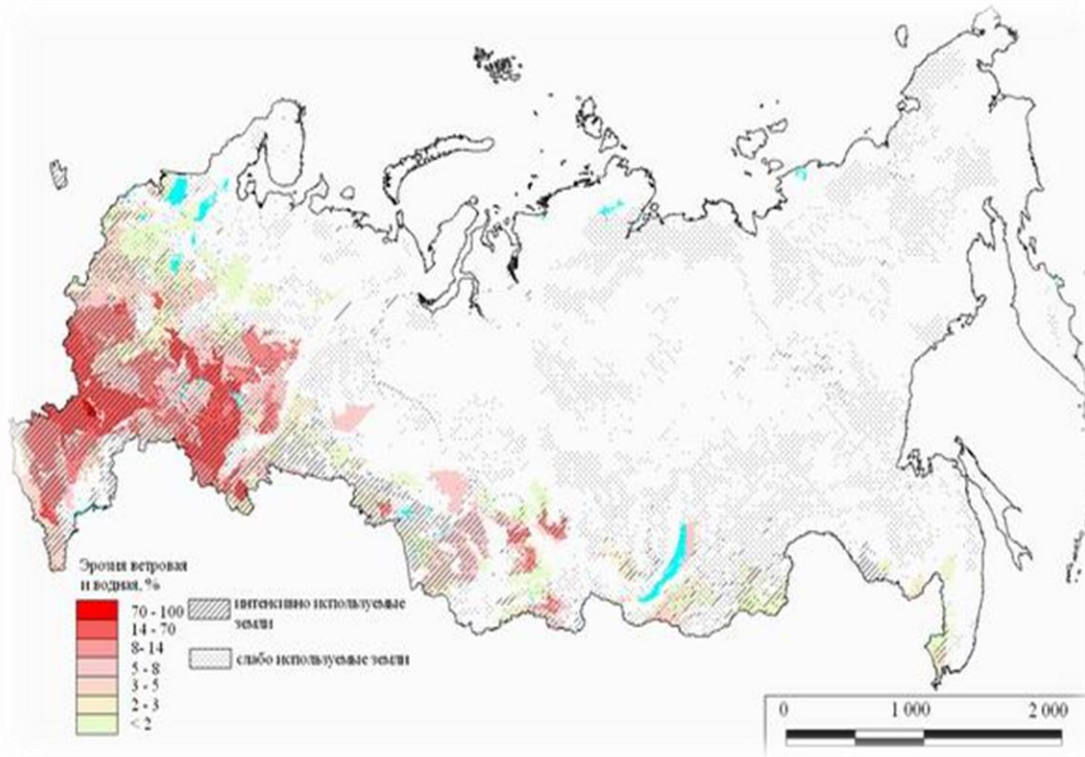 Эрозия ветровая
и водная, %
70 - 100
14 - 70
8- 14
5 - 8
3 - 5
2 - 3
< 2
интенсивно используемые
земли
слабо используемые земли
0 1 000 2 000